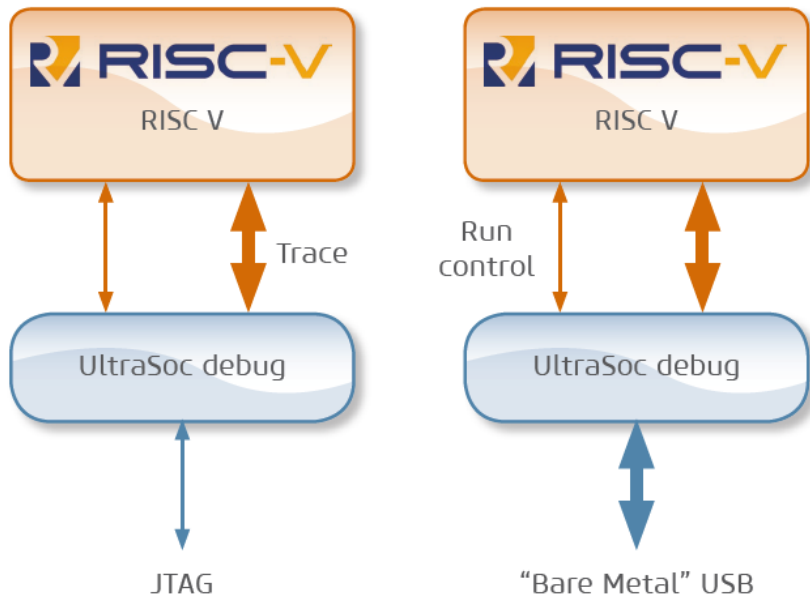 RISC-V
RISC V
Trace
UltraSoc debug
JTAG
RISC-V
RISC V
Run
control
UltraSoc debug
“Bare Metal” USB